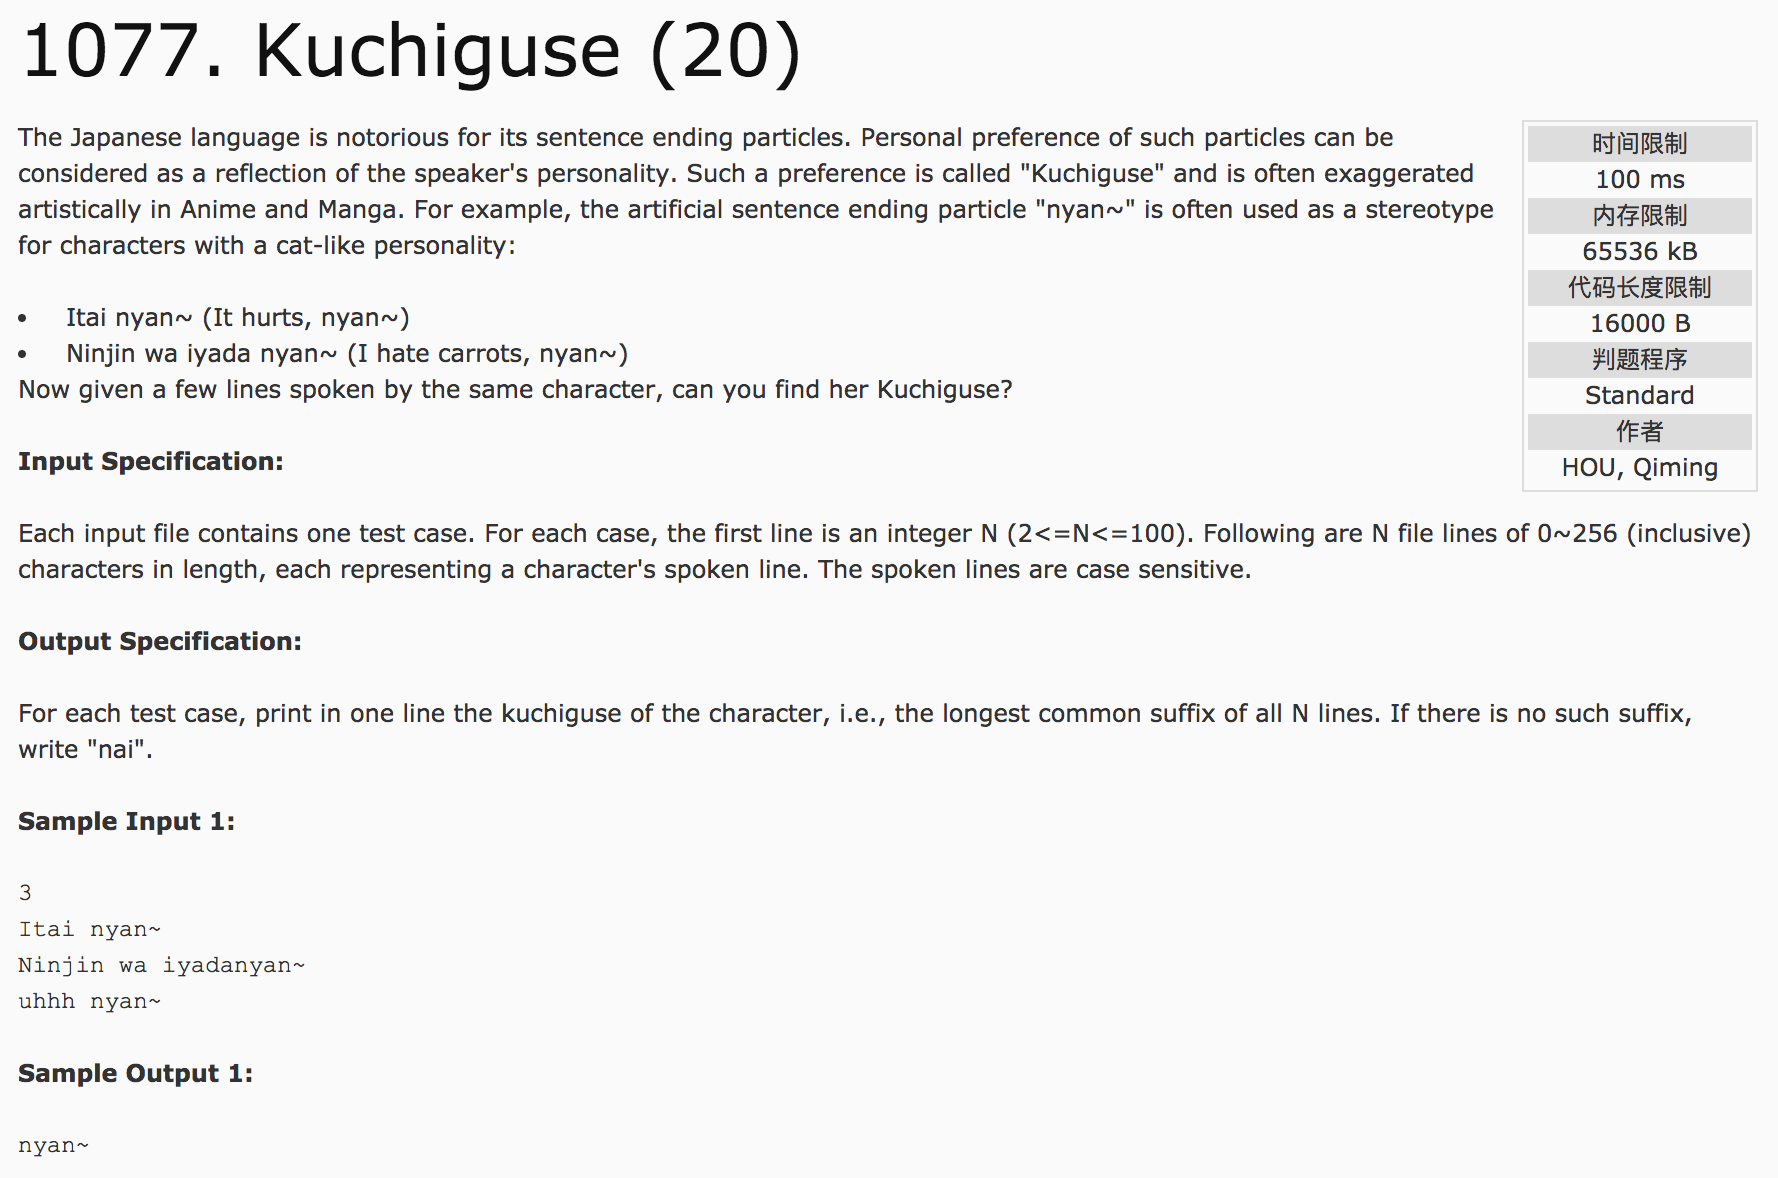 1077. Kuchiguse (20)
The Japanese language is notorious for its sentence ending particles. Personal preference of such particles can be
considered as a reflection of the speaker's personality. Such a preference is called "Kuchiguse" and is often exaggerated
artistically in Anime and Manga. For example, the artificial sentence ending particle "nyan~" is often used as a stereotype
for characters with a cat-like personality:
• Itai nyan~ (It hurts, nyan~)
• Ninjin wa iyada nyan~ (I hate carrots, nyan~)
Now given a few lines spoken by the same character, can you find her Kuchiguse?
时间限制
100 ms
内存限制
65536 kB
代码长度限制
16000 B
判题程序
Standard
作者
HOU, Qiming
Input Specification:
Each input file contains one test case. For each case, the first line is an integer N (2<=N<=100). Following are N file lines of 0~256 (inclusive)
characters in length, each representing a character's spoken line. The spoken lines are case sensitive.
Output Specification:
For each test case, print in one line the kuchiguse of the character, i.e., the longest common suffix of all N lines. If there is no such suffix,
write "nai".
Sample Input 1:
3
Itai nyan~
Ninjin wa iyadanyan~
uhhh nyan~
Sample Output 1:
nyan~